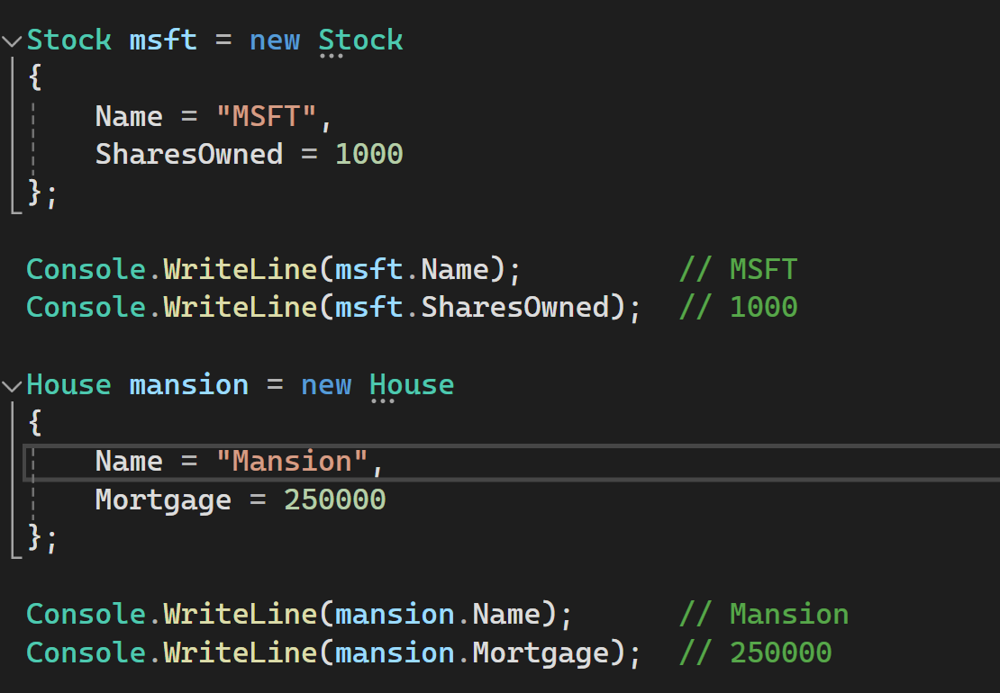 Stock msft = new Stock
{
    Name = "MSFT",
    SharesOwned = 1000
};

Console.WriteLine(msft.Name);         // MSFT
Console.WriteLine(msft.SharesOwned);  // 1000

House mansion = new House
{
    Name = "Mansion",
    Mortgage = 250000
};

Console.WriteLine(mansion.Name);      // Mansion
Console.WriteLine(mansion.Mortgage);  // 250000